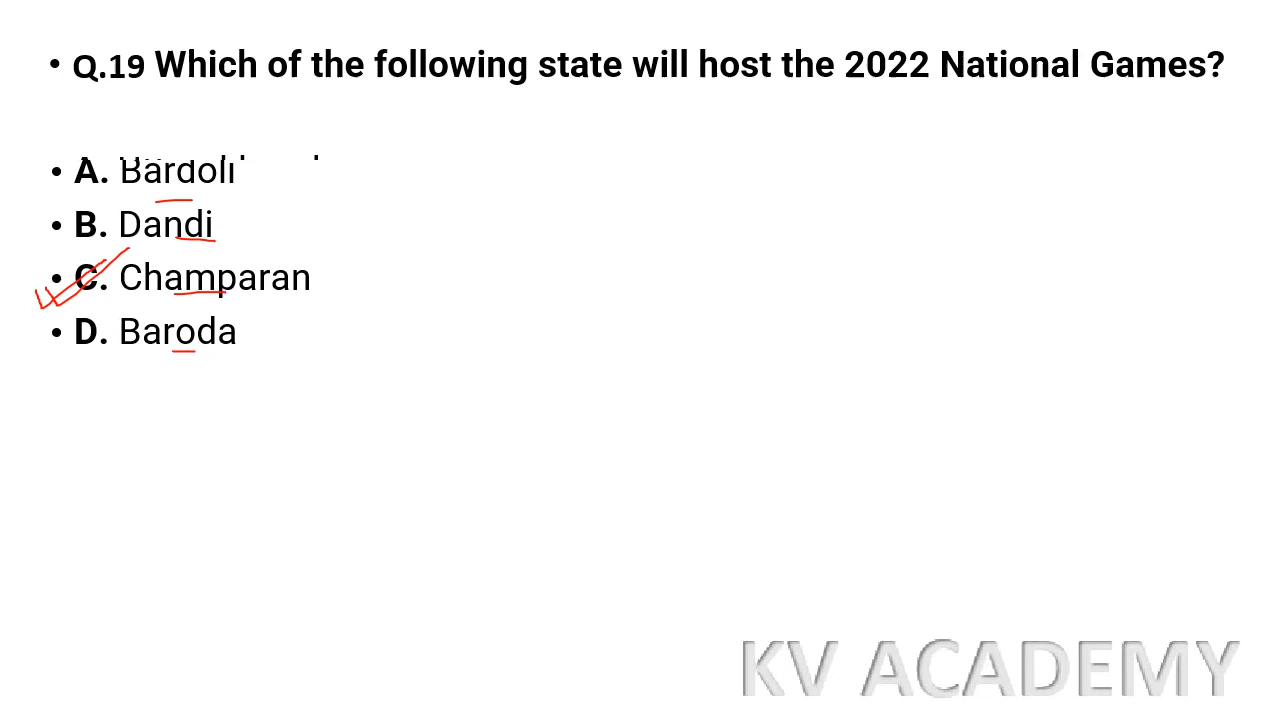 • Q.19 Which of the following state will host the 2022 National Games?
• A. Bardoli
• B. Dandi
• C. Champaran
• D. Baroda
KV ACADEMY